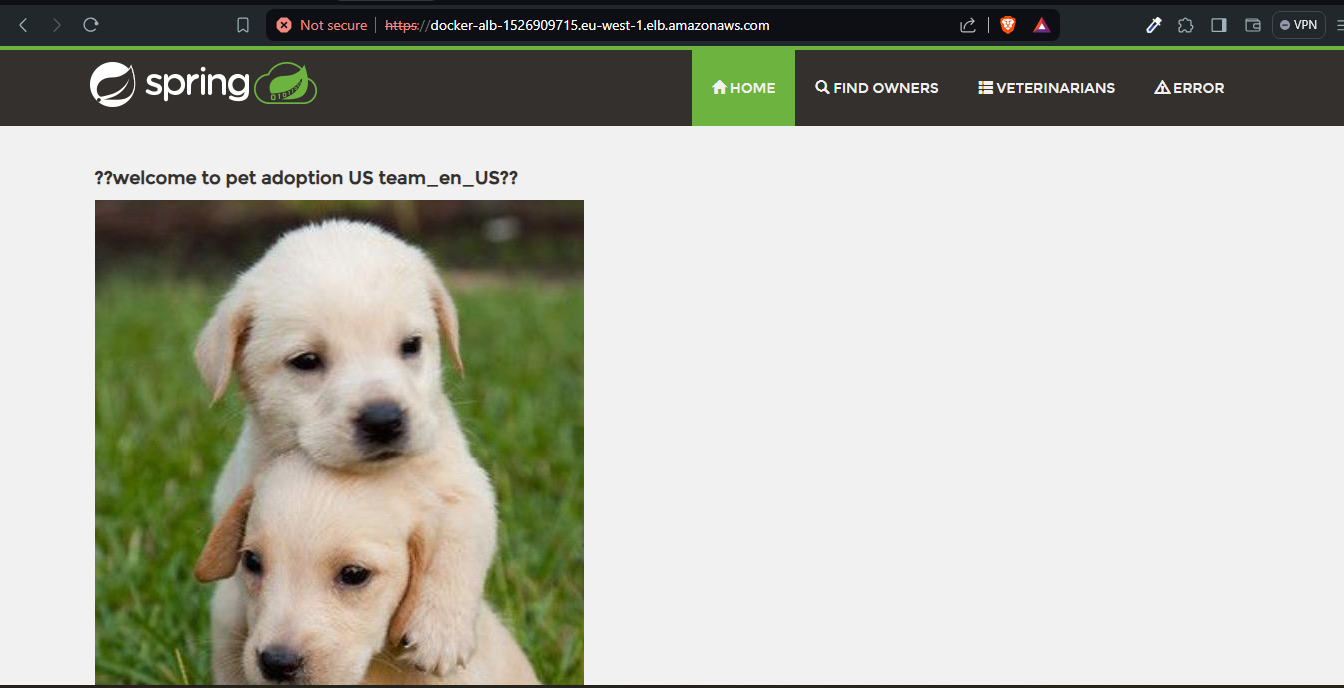 Not secure https://docker-alb-1526909715.eu-west-1.elb.amazonaws.com VPN
spring HOME FIND OWNERS VETERINARIANS ERROR
??welcome to pet adoption US team_en_US??